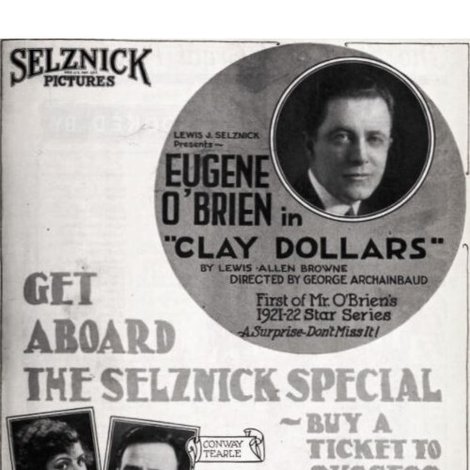 SELZNICK
PICTURES
LEWIS J. SELZNICK
Presents~
EUGENE
O'BRIEN in
"CLAY DOLLARS"
BY LEWIS ALLEN BROWNE
DIRECTED BY GEORGE ARCHAINBAUD
First of Mr. O'Brien's
1921-22 Star Series
A Surprise-Don't Miss It!
GET
ABOARD
THE SELZNICK SPECIAL
~BUY A
TICKET TO
CONWAY
TEARLE